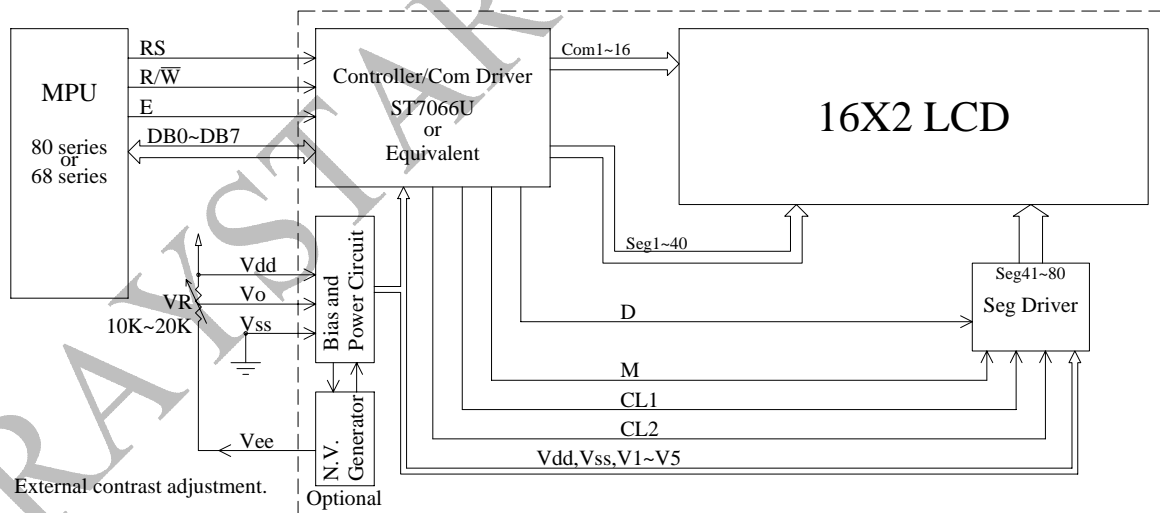 RAYSTAR
MPU
80 series
or
68 series
RS
R/W̅
E
DB0~DB7
Controller/Com Driver
ST7066U
or
Equivalent
Com1~16
16X2 LCD
Seg1~40
Seg41~80
Seg Driver
Vdd
Vo
Vss
VR
10K~20K
Bias and
Power Circuit
D
M
CL1
CL2
Vdd,Vss,V1~V5
Vee
N.V.
Generator
Optional
External contrast adjustment.